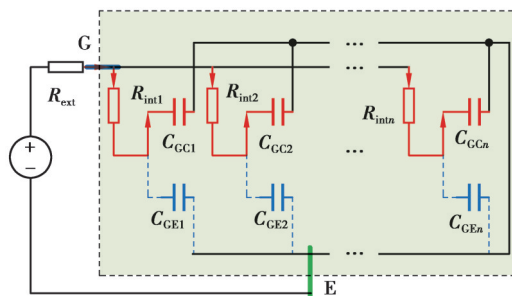 G
+
−
R_ext
R_int1
C_GC1
R_int2
C_GC2
...
R_intn
C_GCn
...
C_GE1
C_GE2
C_GEn
...
E